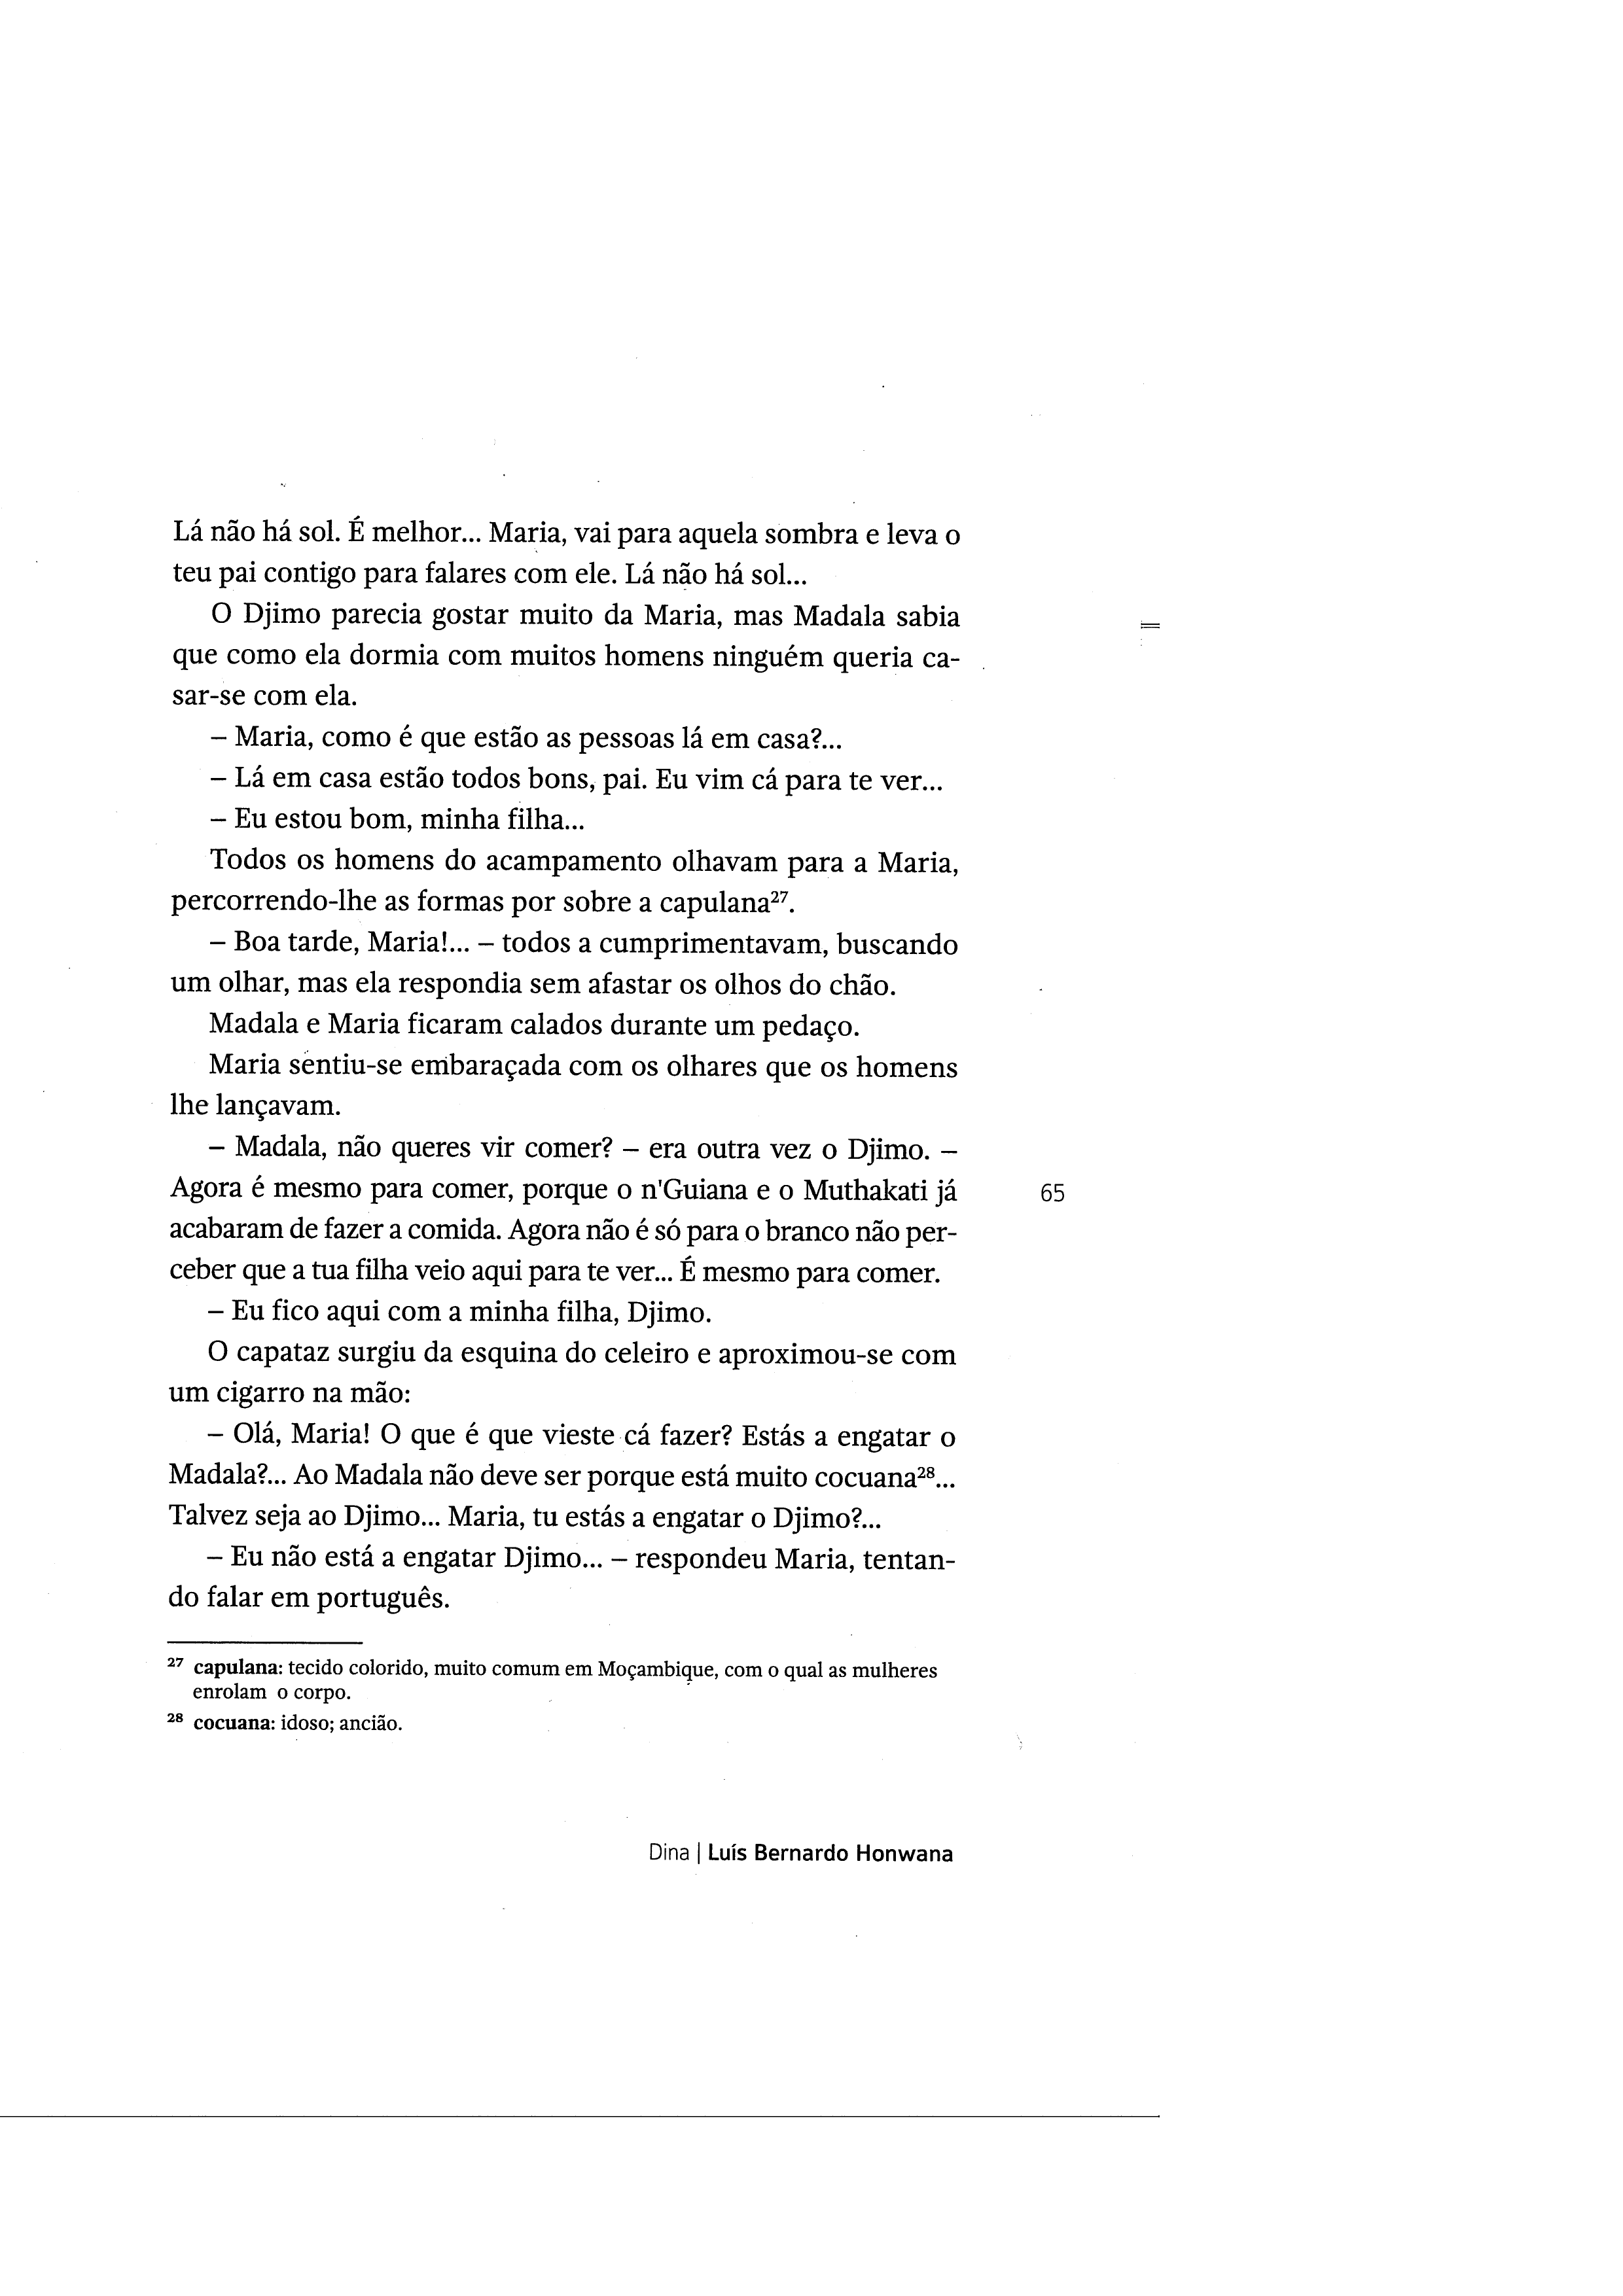 Lá não há sol. É melhor... Maria, vai para aquela sombra e leva o
teu pai contigo para falares com ele. Lá não há sol...
O Djimo parecia gostar muito da Maria, mas Madala sabia
que como ela dormia com muitos homens ninguém queria ca-
sar-se com ela.
– Maria, como é que estão as pessoas lá em casa?...
– Lá em casa estão todos bons, pai. Eu vim cá para te ver...
– Eu estou bom, minha filha...
Todos os homens do acampamento olhavam para a Maria,
percorrendo-lhe as formas por sobre a capulana²⁷.
– Boa tarde, Maria!... – todos a cumprimentavam, buscando
um olhar, mas ela respondia sem afastar os olhos do chão.
Madala e Maria ficaram calados durante um pedaço.
Maria sentiu-se embaraçada com os olhares que os homens
lhe lançavam.
– Madala, não queres vir comer? – era outra vez o Djimo. –
Agora é mesmo para comer, porque o n'Guiana e o Muthakati já
acabaram de fazer a comida. Agora não é só para o branco não per-
ceber que a tua filha veio aqui para te ver... É mesmo para comer.
– Eu fico aqui com a minha filha, Djimo.
O capataz surgiu da esquina do celeiro e aproximou-se com
um cigarro na mão:
– Olá, Maria! O que é que vieste cá fazer? Estás a engatar o
Madala?... Ao Madala não deve ser porque está muito cocuana²⁸...
Talvez seja ao Djimo... Maria, tu estás a engatar o Djimo?...
– Eu não está a engatar Djimo... – respondeu Maria, tentan-
do falar em português.
65
²⁷ capulana: tecido colorido, muito comum em Moçambique, com o qual as mulheres
enrolam o corpo.
²⁸ cocuana: idoso; ancião.
Dina | Luís Bernardo Honwana